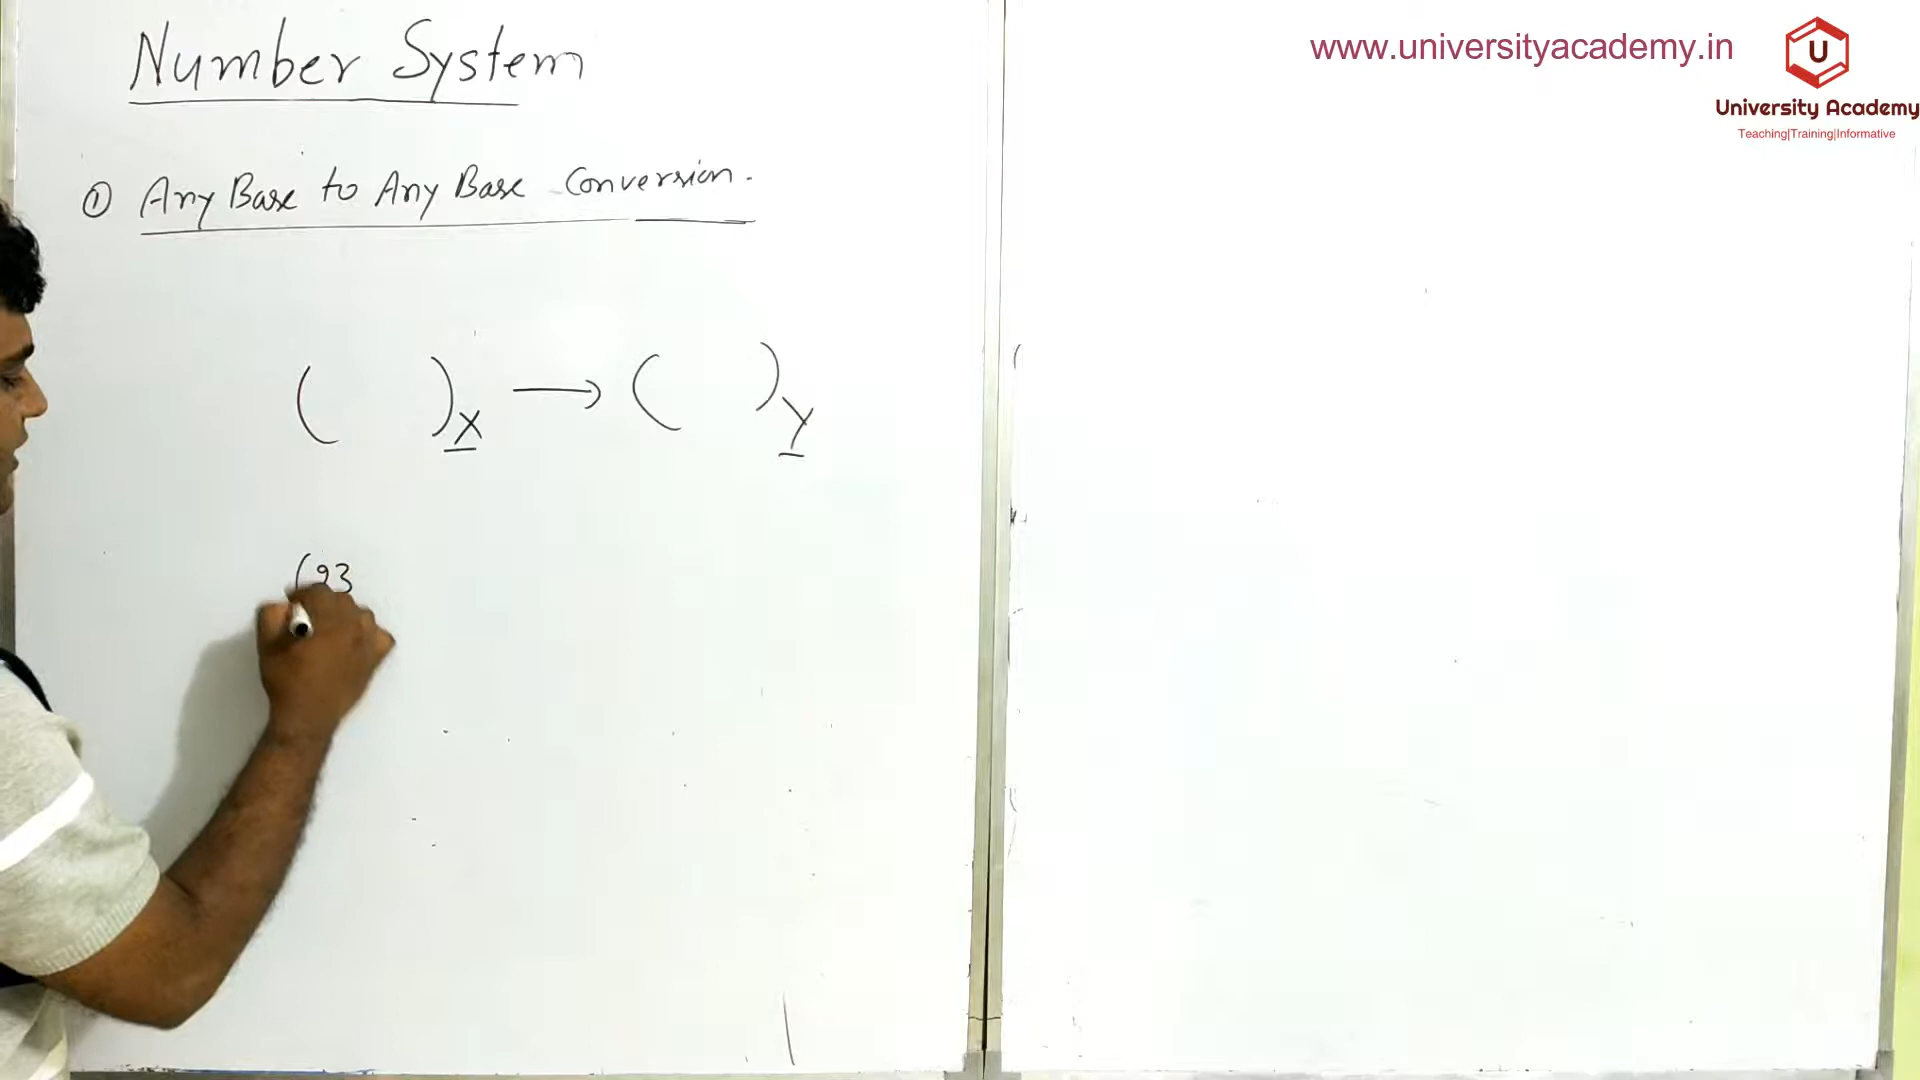 Number System
www.universityacademy.in
U
University Academy
Teaching|Training|Informative
① Any Base to Any Base Conversion.
( )X → ( )Y
(93